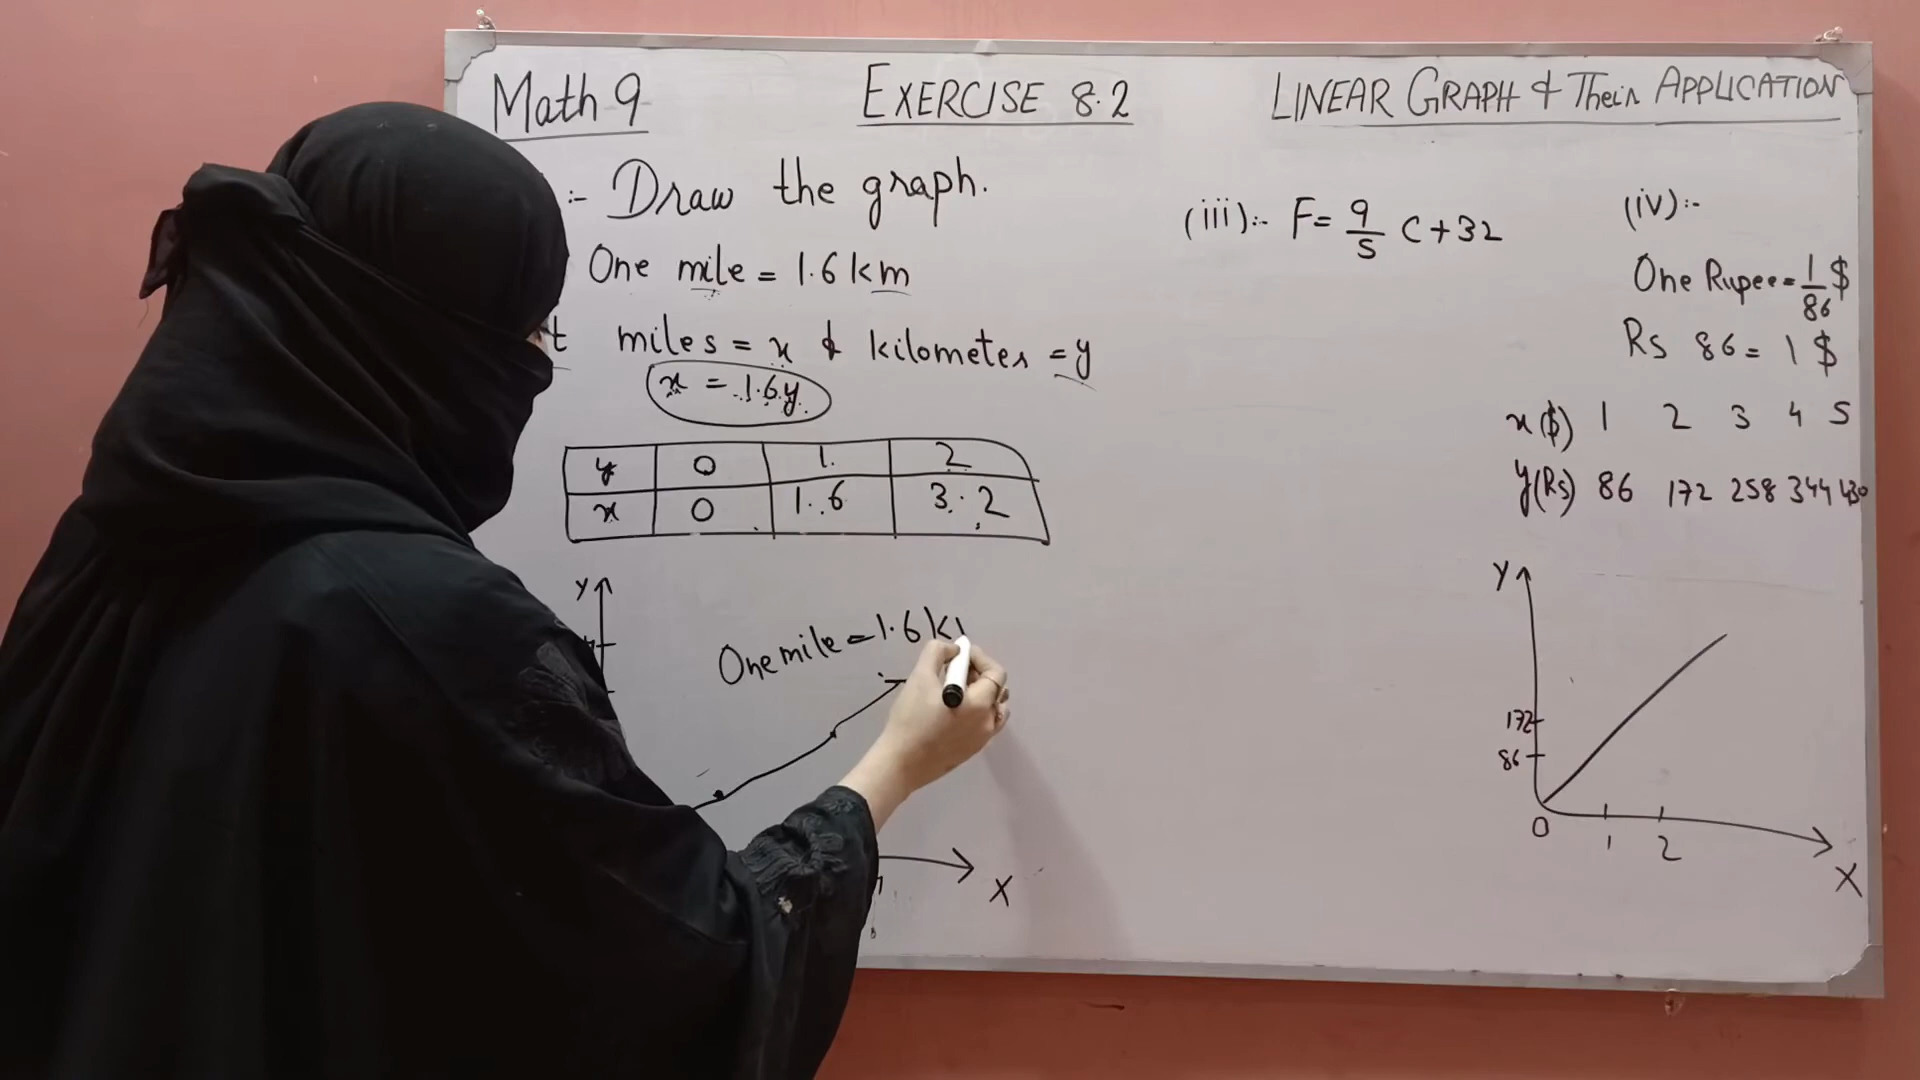 Math 9
EXERCISE 8.2
LINEAR GRAPH & Their APPLICATION
:- Draw the graph.
One mile = 1.6 km
t miles = x & kilometer = y
x = 1.6y
y 0 1 2
x 0 1.6 3.2
Y
One mile = 1.6 k
X
(iii):- F = 9/5 C + 32
(iv):-
One Rupee = 1/86 $
Rs 86 = 1 $
x($) 1 2 3 4 5
y(Rs) 86 172 258 344 430
Y
172
86
0 1 2
X